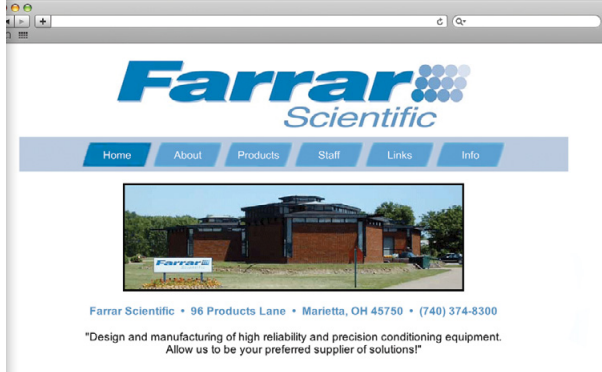 Farrar
Scientific
Home About Products Staff Links Info
Farrar
Scientific
Farrar Scientific • 96 Products Lane • Marietta, OH 45750 • (740) 374-8300
"Design and manufacturing of high reliability and precision conditioning equipment.
Allow us to be your preferred supplier of solutions!"